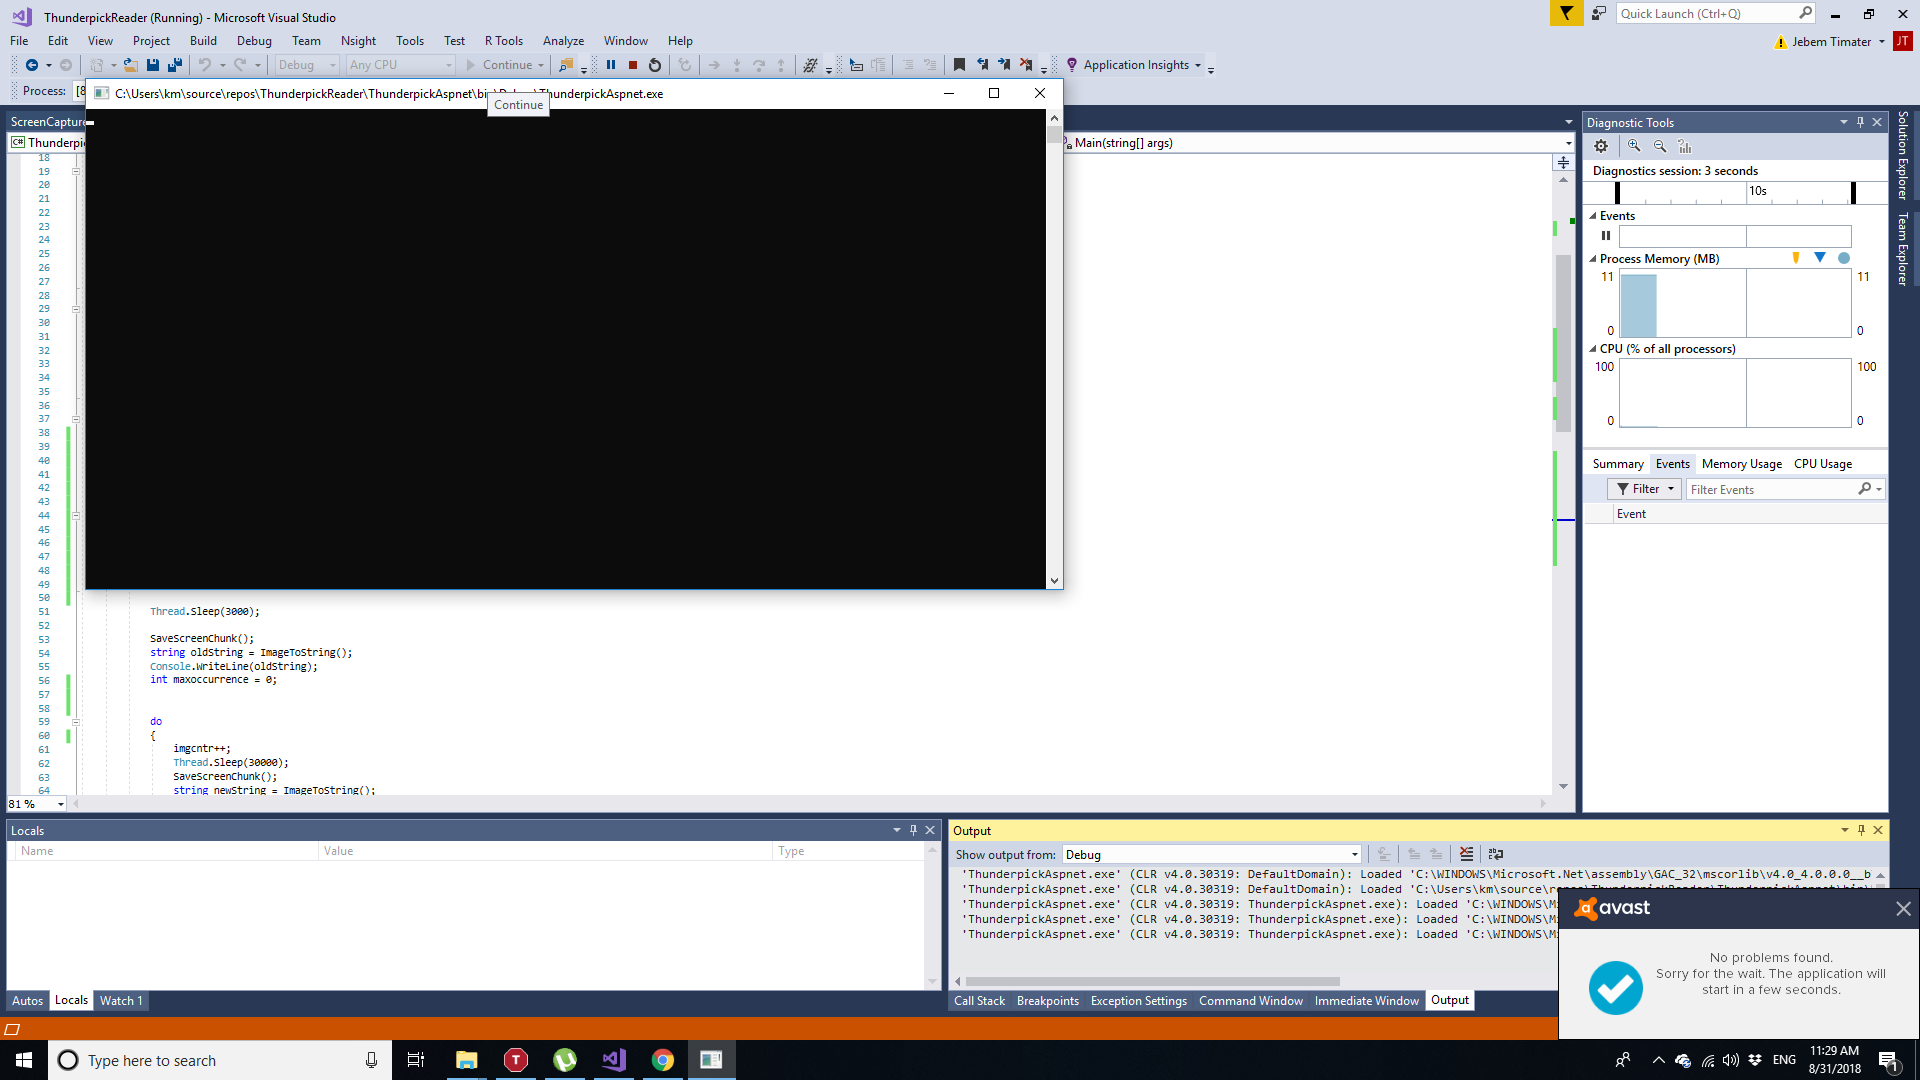 ThunderpickReader (Running) - Microsoft Visual Studio
Quick Launch (Ctrl+Q)
File Edit View Project Build Debug Team Nsight Tools Test R Tools Analyze Window Help
Jebem Timater JT
Debug Any CPU Continue Application Insights
Process: [8
C:\Users\km\source\repos\ThunderpickReader\ThunderpickAspnet\bin\Debug\ThunderpickAspnet.exe
Continue
ScreenCapture
C# Thunderpi
Main(string[] args)
18
19
20
21
22
23
24
25
26
27
28
29
30
31
32
33
34
35
36
37
38
39
40
41
42
43
44
45
46
47
48
49
50
51 Thread.Sleep(3000);
52
53 SaveScreenChunk();
54 string oldString = ImageToString();
55 Console.WriteLine(oldString);
56 int maxoccurrence = 0;
57
58
59 do
60 {
61 imgcntr++;
62 Thread.Sleep(30000);
63 SaveScreenChunk();
64 string newString = ImageToString();
81 %
Diagnostic Tools
Diagnostics session: 3 seconds
10s
Events
Process Memory (MB)
11 11
0 0
CPU (% of all processors)
100 100
0 0
Summary Events Memory Usage CPU Usage
Filter Filter Events
Event
Solution Explorer
Team Explorer
Locals
Name Value Type
Autos Locals Watch 1
Output
Show output from: Debug
'ThunderpickAspnet.exe' (CLR v4.0.30319: DefaultDomain): Loaded 'C:\WINDOWS\Microsoft.Net\assembly\GAC_32\mscorlib\v4.0_4.0.0.0__b
'ThunderpickAspnet.exe' (CLR v4.0.30319: DefaultDomain): Loaded 'C:\Users\km\source\repos\ThunderpickReader\ThunderpickAspnet\bin\
'ThunderpickAspnet.exe' (CLR v4.0.30319: ThunderpickAspnet.exe): Loaded 'C:\WINDOWS\Mi
'ThunderpickAspnet.exe' (CLR v4.0.30319: ThunderpickAspnet.exe): Loaded 'C:\WINDOWS\Mi
'ThunderpickAspnet.exe' (CLR v4.0.30319: ThunderpickAspnet.exe): Loaded 'C:\WINDOWS\Mi
Call Stack Breakpoints Exception Settings Command Window Immediate Window Output
avast
No problems found.
Sorry for the wait. The application will
start in a few seconds.
Type here to search
T
ENG
11:29 AM
8/31/2018
1